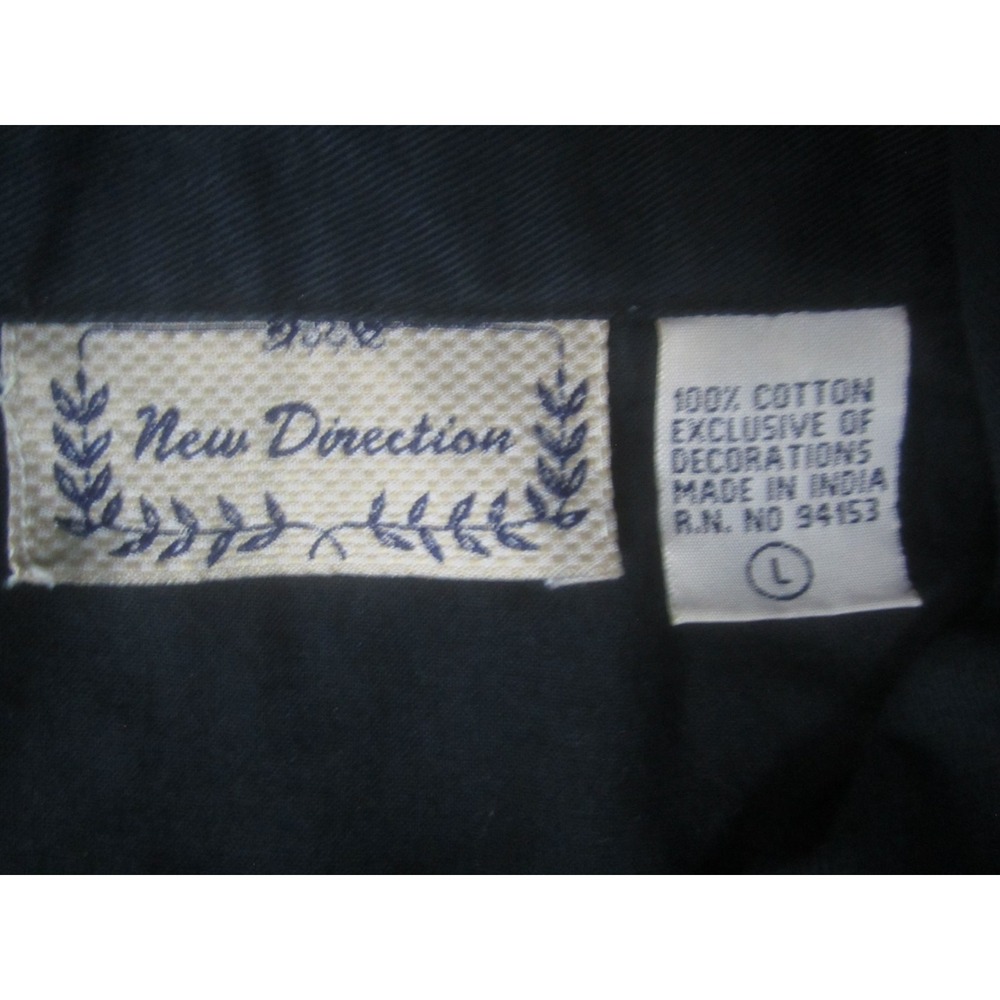 New Direction
100% COTTON
EXCLUSIVE OF
DECORATIONS
MADE IN INDIA
R.N. NO 94153
L